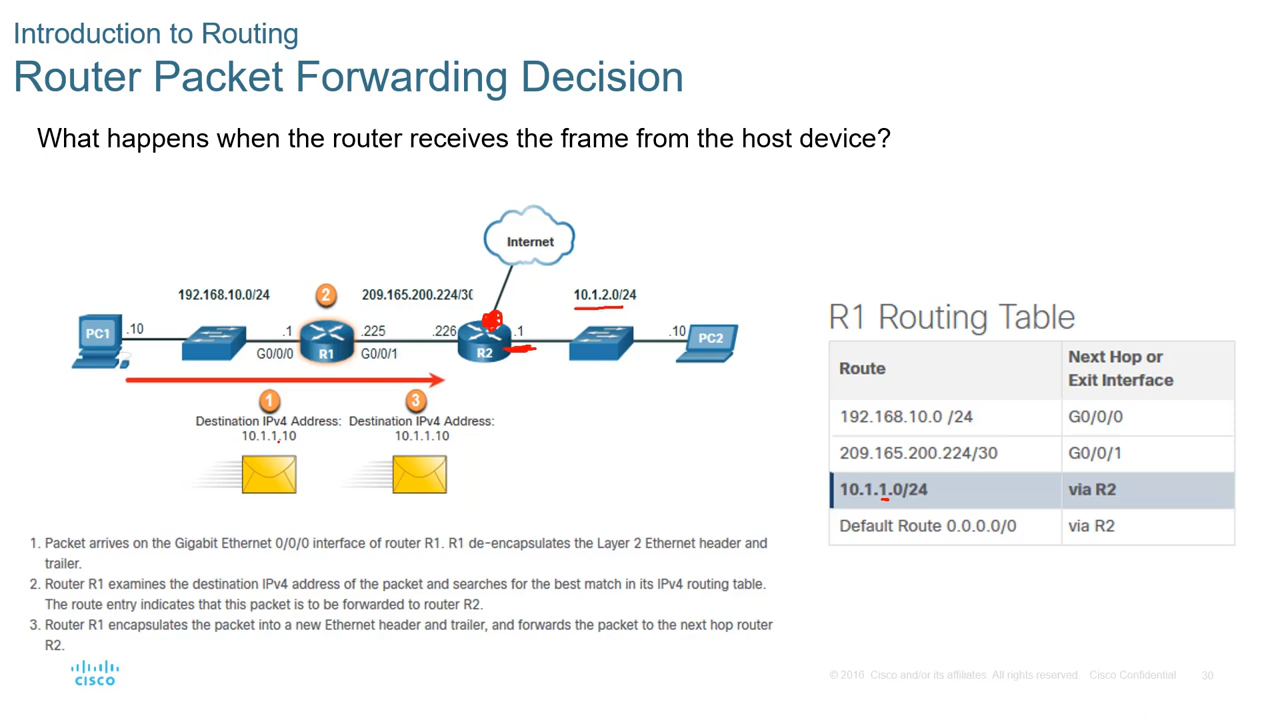 Introduction to Routing
Router Packet Forwarding Decision
What happens when the router receives the frame from the host device?
Internet
192.168.10.0/24
2
209.165.200.224/30
10.1.2.0/24
PC1
.10
.1
G0/0/0
R1
.225
G0/0/1
.226
R2
.1
.10
PC2
1
3
Destination IPv4 Address:
10.1.1.10
Destination IPv4 Address:
10.1.1.10
R1 Routing Table
Route
Next Hop or
Exit Interface
192.168.10.0 /24
G0/0/0
209.165.200.224/30
G0/0/1
10.1.1.0/24
via R2
Default Route 0.0.0.0/0
via R2
1. Packet arrives on the Gigabit Ethernet 0/0/0 interface of router R1. R1 de-encapsulates the Layer 2 Ethernet header and
trailer.
2. Router R1 examines the destination IPv4 address of the packet and searches for the best match in its IPv4 routing table.
The route entry indicates that this packet is to be forwarded to router R2.
3. Router R1 encapsulates the packet into a new Ethernet header and trailer, and forwards the packet to the next hop router
R2.
CISCO
© 2016 Cisco and/or its affiliates. All rights reserved. Cisco Confidential
30